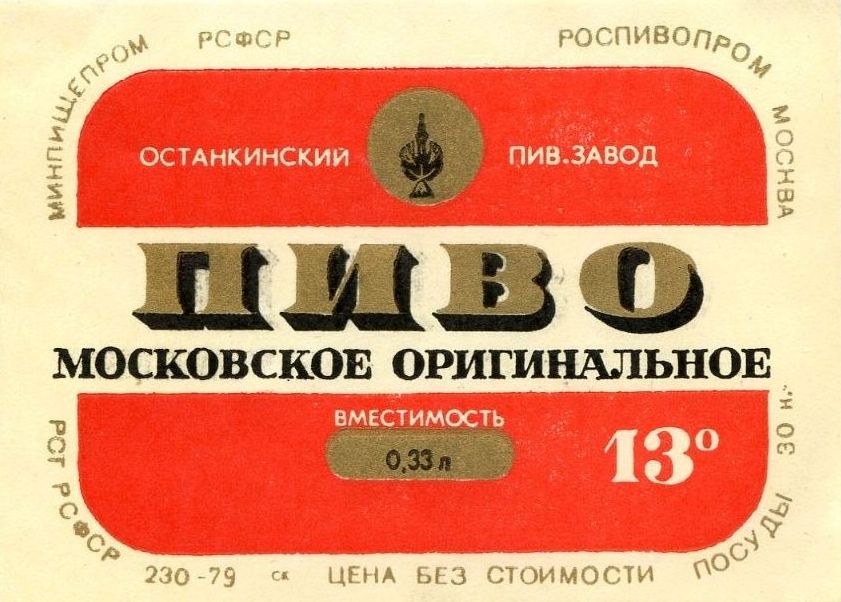 МИНПИЩЕПРОМ РСФСР
РОСПИВОПРОМ МОСКВА
ОСТАНКИНСКИЙ ПИВ.ЗАВОД
ПИВО
МОСКОВСКОЕ ОРИГИНАЛЬНОЕ
ВМЕСТИМОСТЬ
0,33 л
13°
РСТ РСФСР 230-79 ск ЦЕНА БЕЗ СТОИМОСТИ ПОСУДЫ 30 к.